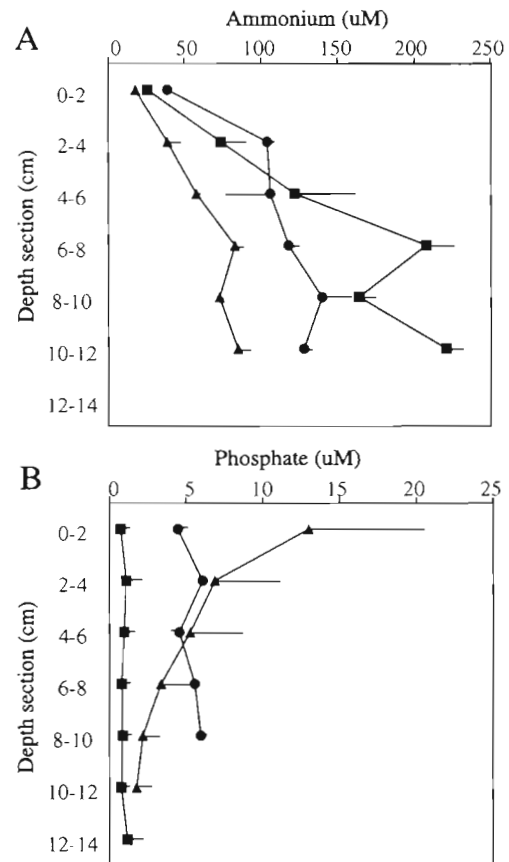 A
Ammonium (uM)
0 50 100 150 200 250
Depth section (cm)
0-2
2-4
4-6
6-8
8-10
10-12
12-14
B
Phosphate (uM)
0 5 10 15 20 25
Depth section (cm)
0-2
2-4
4-6
6-8
8-10
10-12
12-14